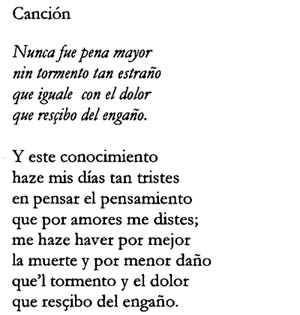 Canción
Nunca fue pena mayor
nin tormento tan estraño
que iguale con el dolor
que resçibo del engaño.
Y este conocimiento
haze mis días tan tristes
en pensar el pensamiento
que por amores me distes;
me haze haver por mejor
la muerte y por menor daño
que'l tormento y el dolor
que resçibo del engaño.